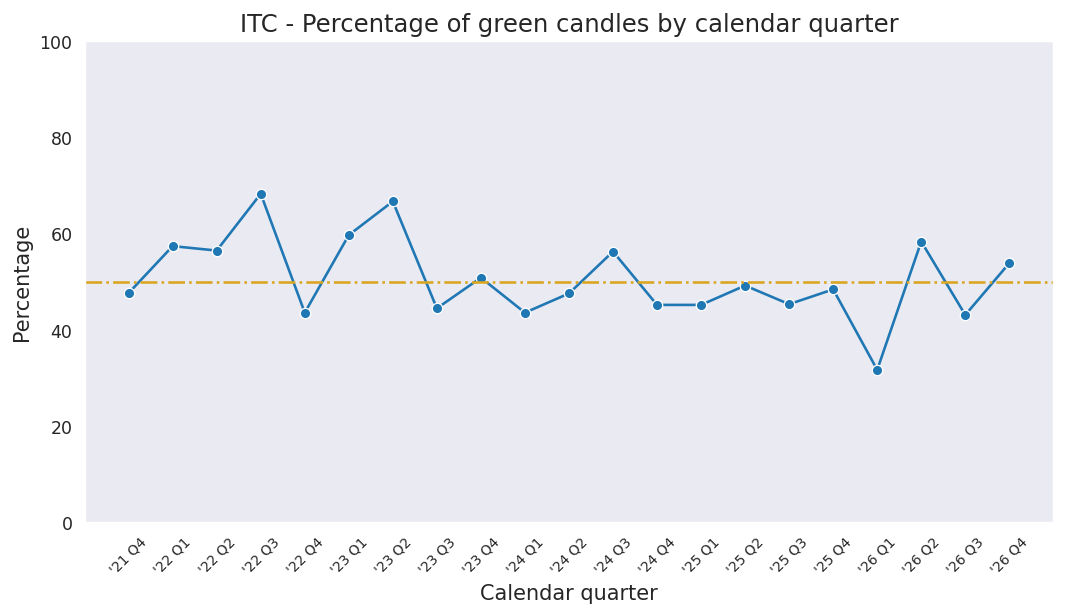 ITC - Percentage of green candles by calendar quarter
Percentage
100
80
60
40
20
0
'21 Q4
'22 Q1
'22 Q2
'22 Q3
'22 Q4
'23 Q1
'23 Q2
'23 Q3
'23 Q4
'24 Q1
'24 Q2
'24 Q3
'24 Q4
'25 Q1
'25 Q2
'25 Q3
'25 Q4
'26 Q1
'26 Q2
'26 Q3
'26 Q4
Calendar quarter